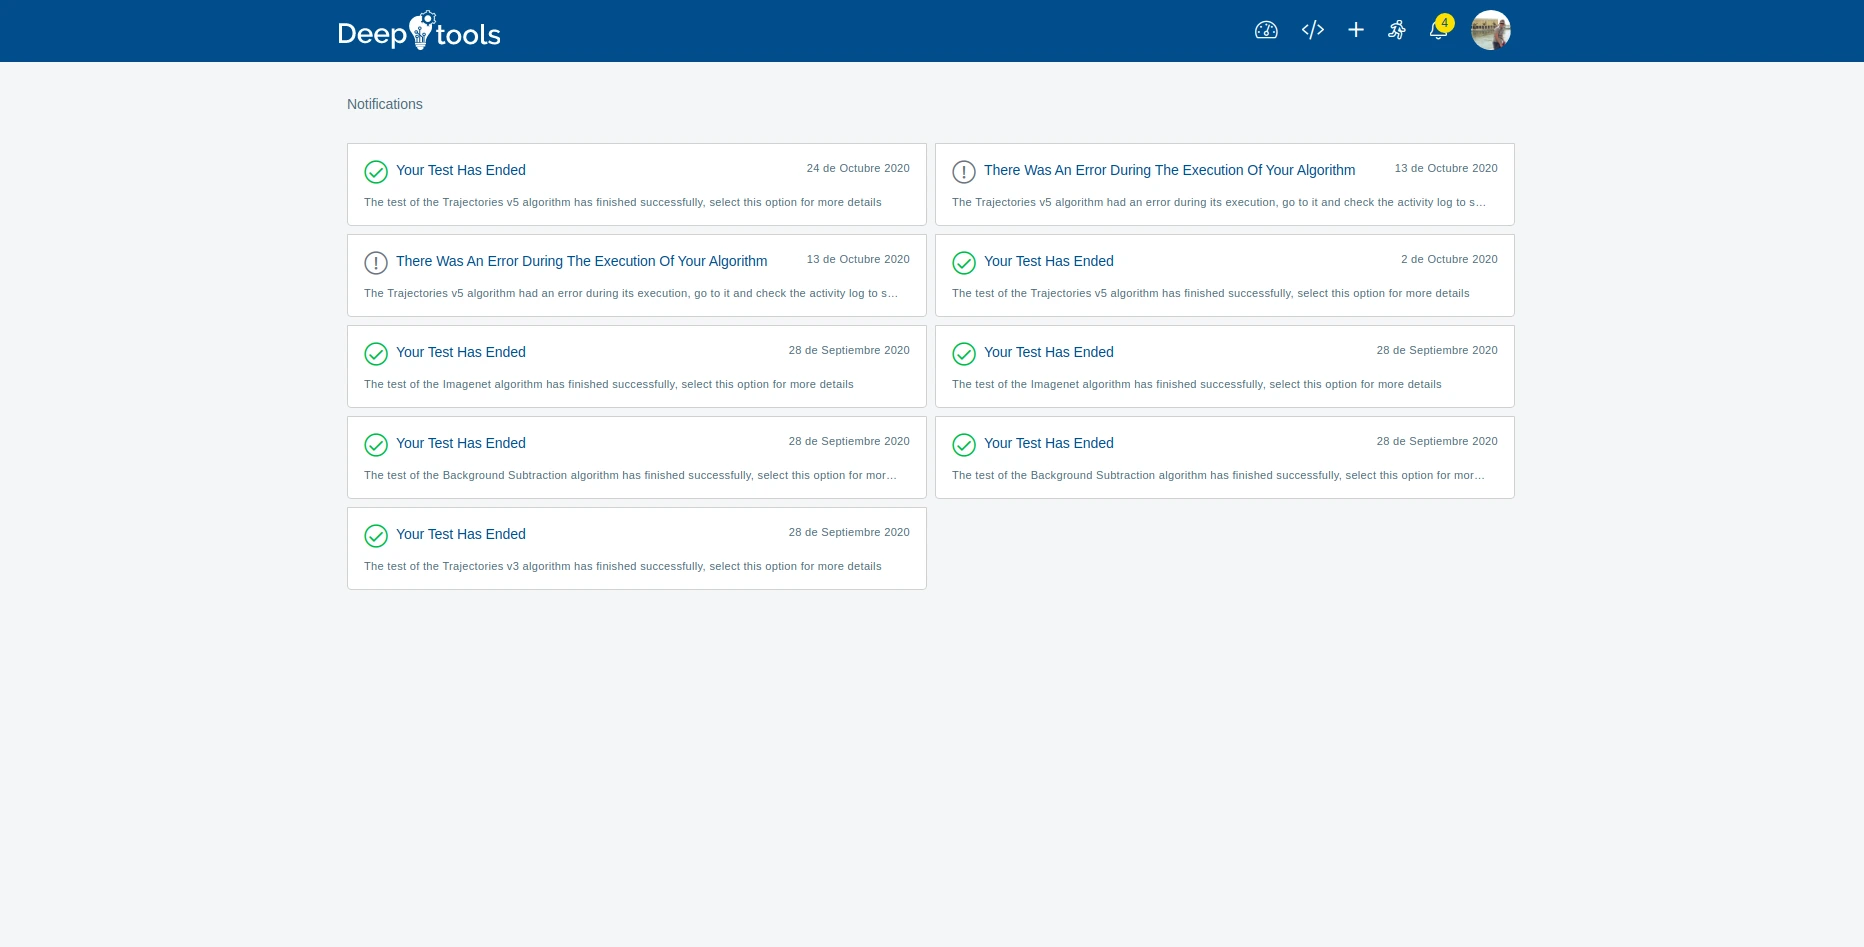 Deep tools
4
Notifications
Your Test Has Ended 24 de Octubre 2020
The test of the Trajectories v5 algorithm has finished successfully, select this option for more details
There Was An Error During The Execution Of Your Algorithm 13 de Octubre 2020
The Trajectories v5 algorithm had an error during its execution, go to it and check the activity log to s...
There Was An Error During The Execution Of Your Algorithm 13 de Octubre 2020
The Trajectories v5 algorithm had an error during its execution, go to it and check the activity log to s...
Your Test Has Ended 2 de Octubre 2020
The test of the Trajectories v5 algorithm has finished successfully, select this option for more details
Your Test Has Ended 28 de Septiembre 2020
The test of the Imagenet algorithm has finished successfully, select this option for more details
Your Test Has Ended 28 de Septiembre 2020
The test of the Imagenet algorithm has finished successfully, select this option for more details
Your Test Has Ended 28 de Septiembre 2020
The test of the Background Subtraction algorithm has finished successfully, select this option for mor...
Your Test Has Ended 28 de Septiembre 2020
The test of the Background Subtraction algorithm has finished successfully, select this option for mor...
Your Test Has Ended 28 de Septiembre 2020
The test of the Trajectories v3 algorithm has finished successfully, select this option for more details